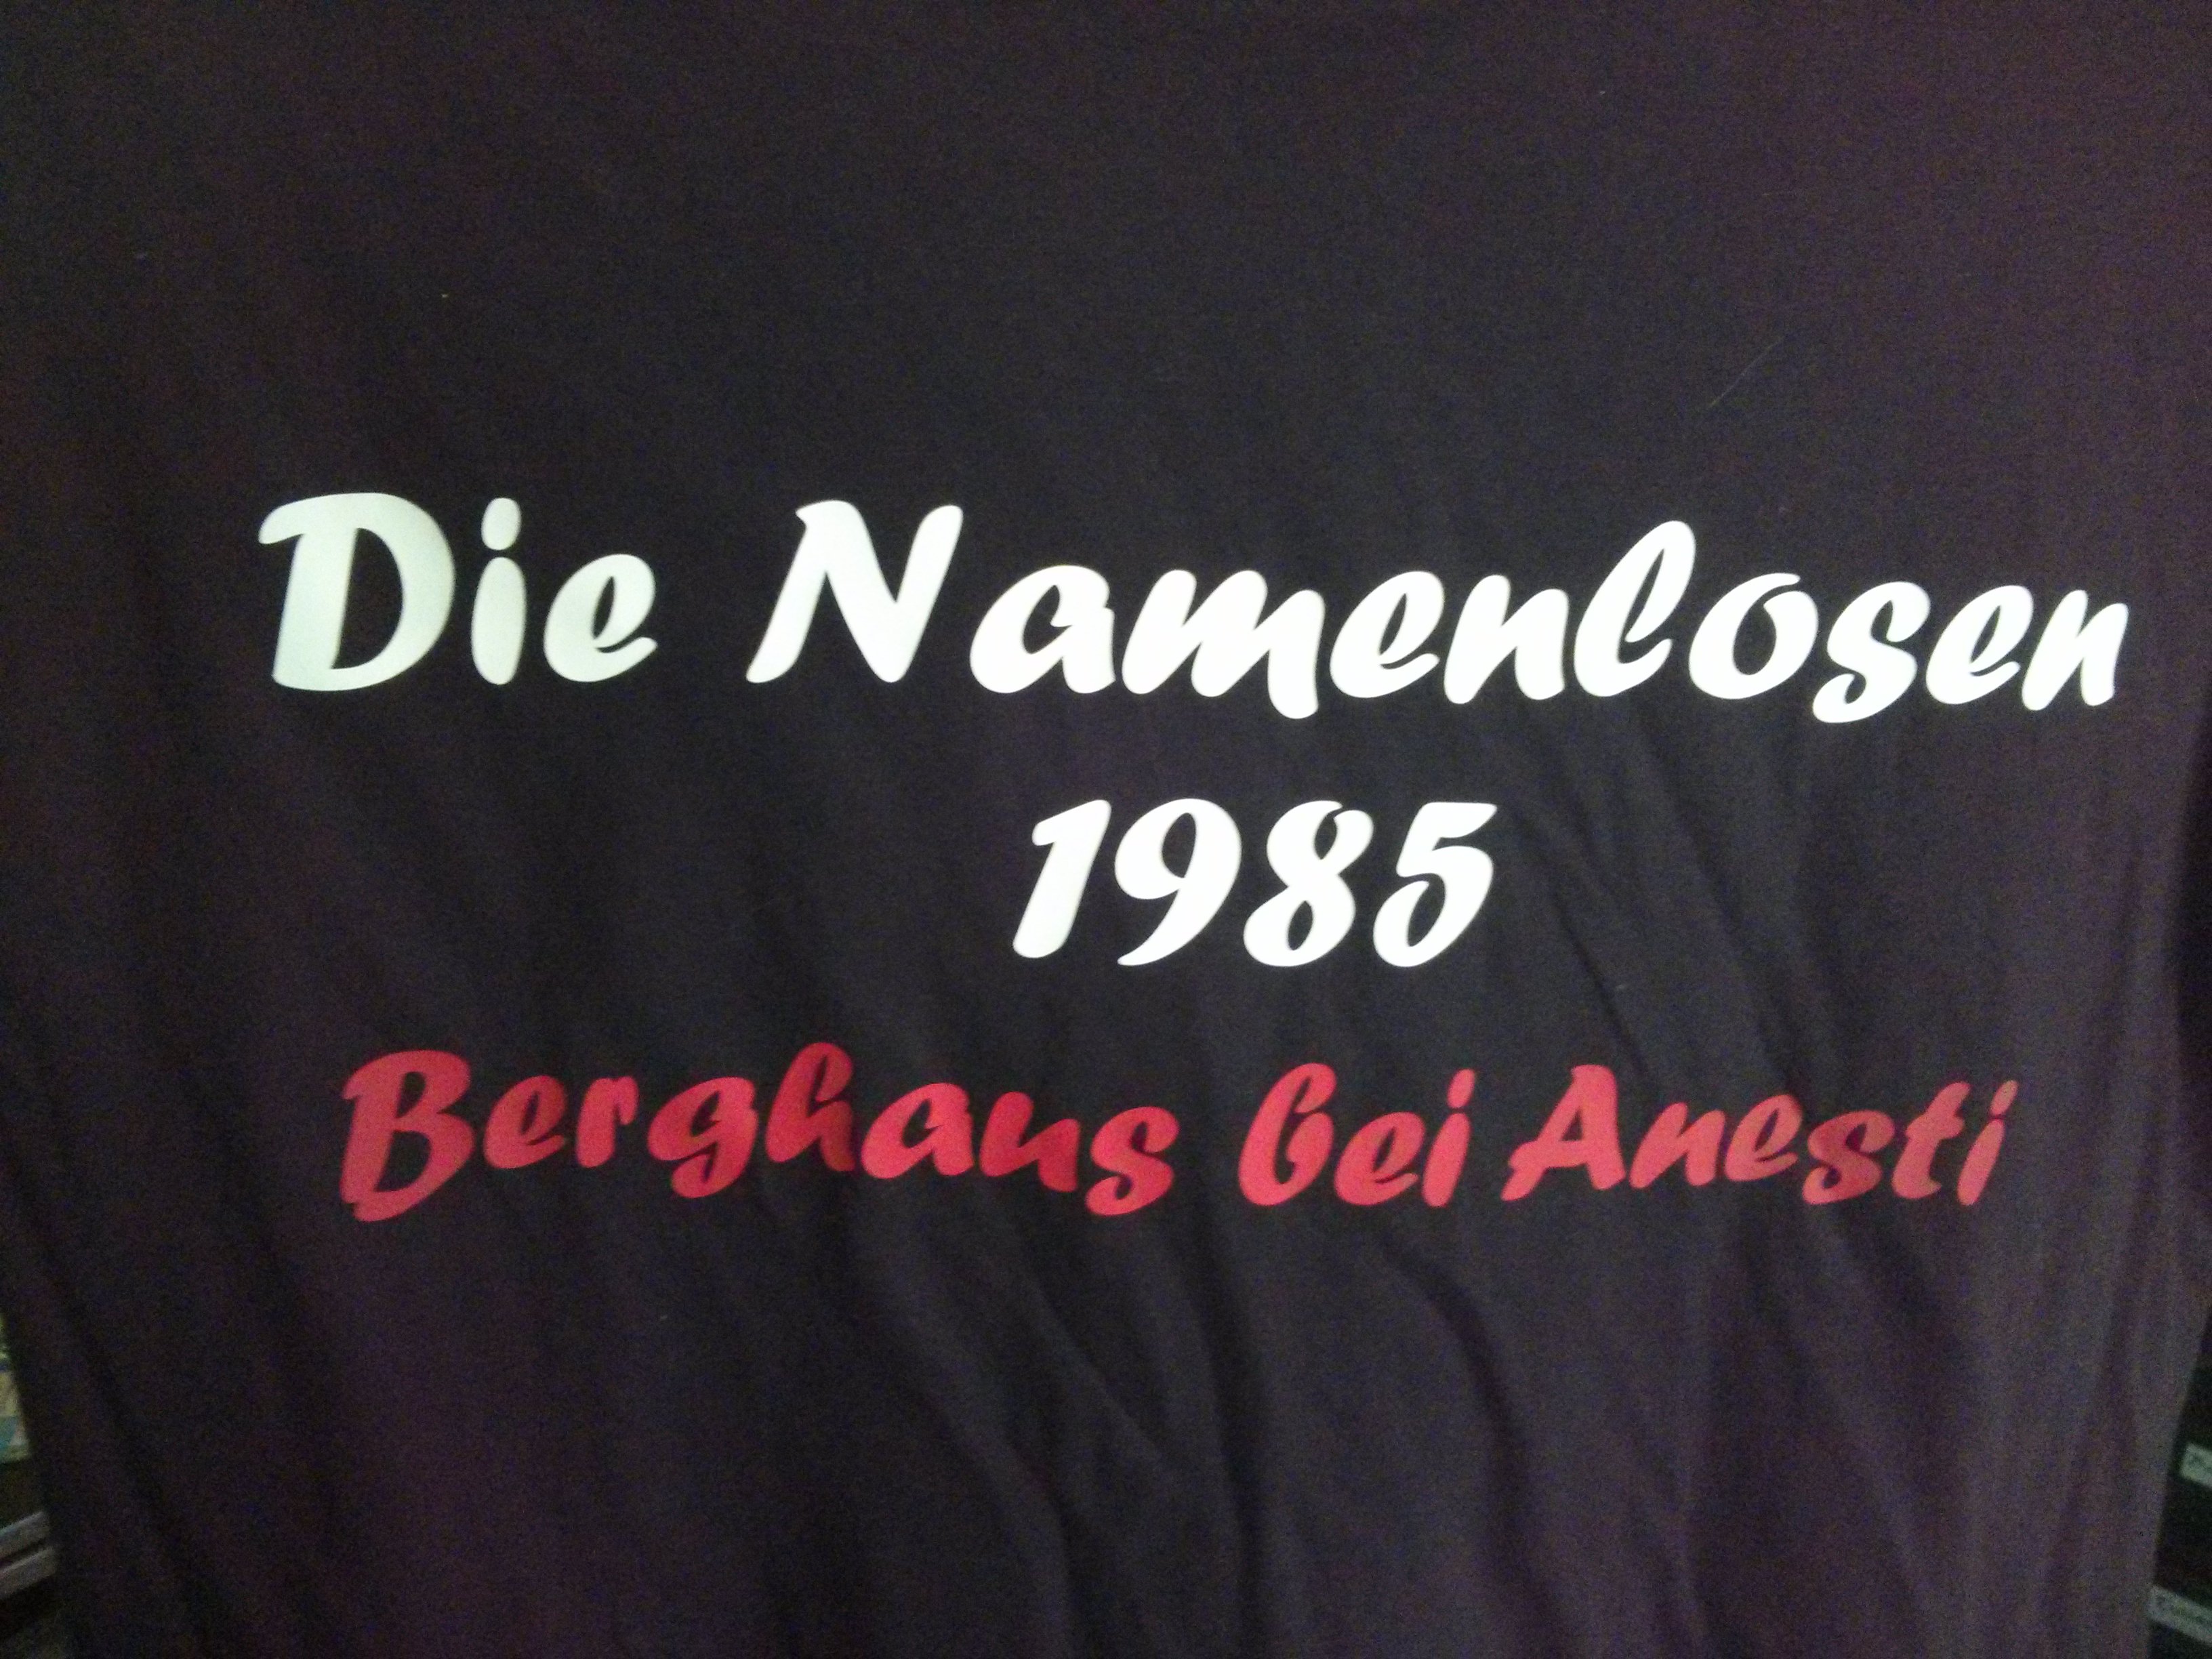 Die Namenlosen
1985
Berghaus bei Anesti